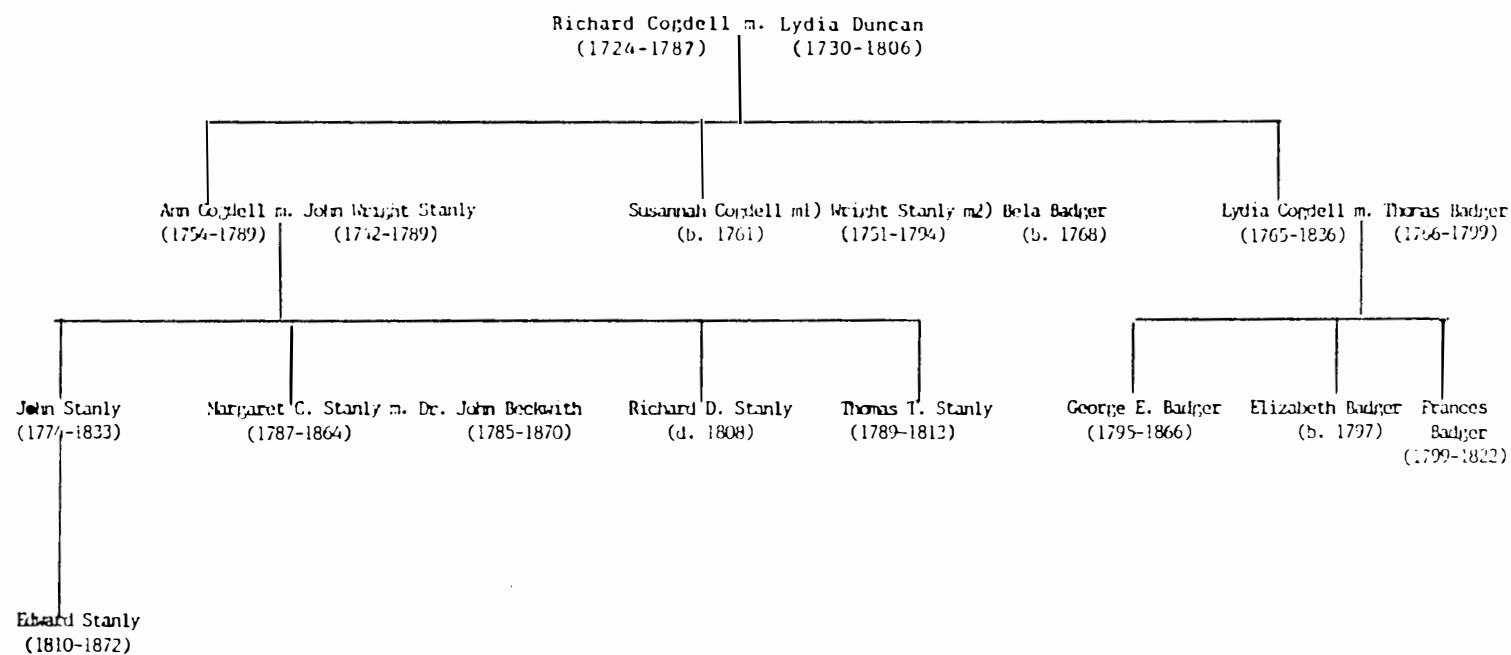 Richard Cogdell m. Lydia Duncan
(1724-1787) (1730-1806)
Ann Cogdell m. John Wright Stanly Susannah Cogdell m1) Wright Stanly m2) Bela Badger Lydia Cogdell m. Thomas Badger
(1754-1789) (1742-1789) (b. 1761) (1751-1794) (b. 1768) (1765-1836) (1766-1799)
John Stanly Margaret C. Stanly m. Dr. John Beckwith Richard D. Stanly Thomas T. Stanly George E. Badger Elizabeth Badger Frances
(1774-1833) (1787-1864) (1785-1870) (d. 1808) (1789-1813) (1795-1866) (b. 1797) Badger
(1799-1822)
Edward Stanly
(1810-1872)